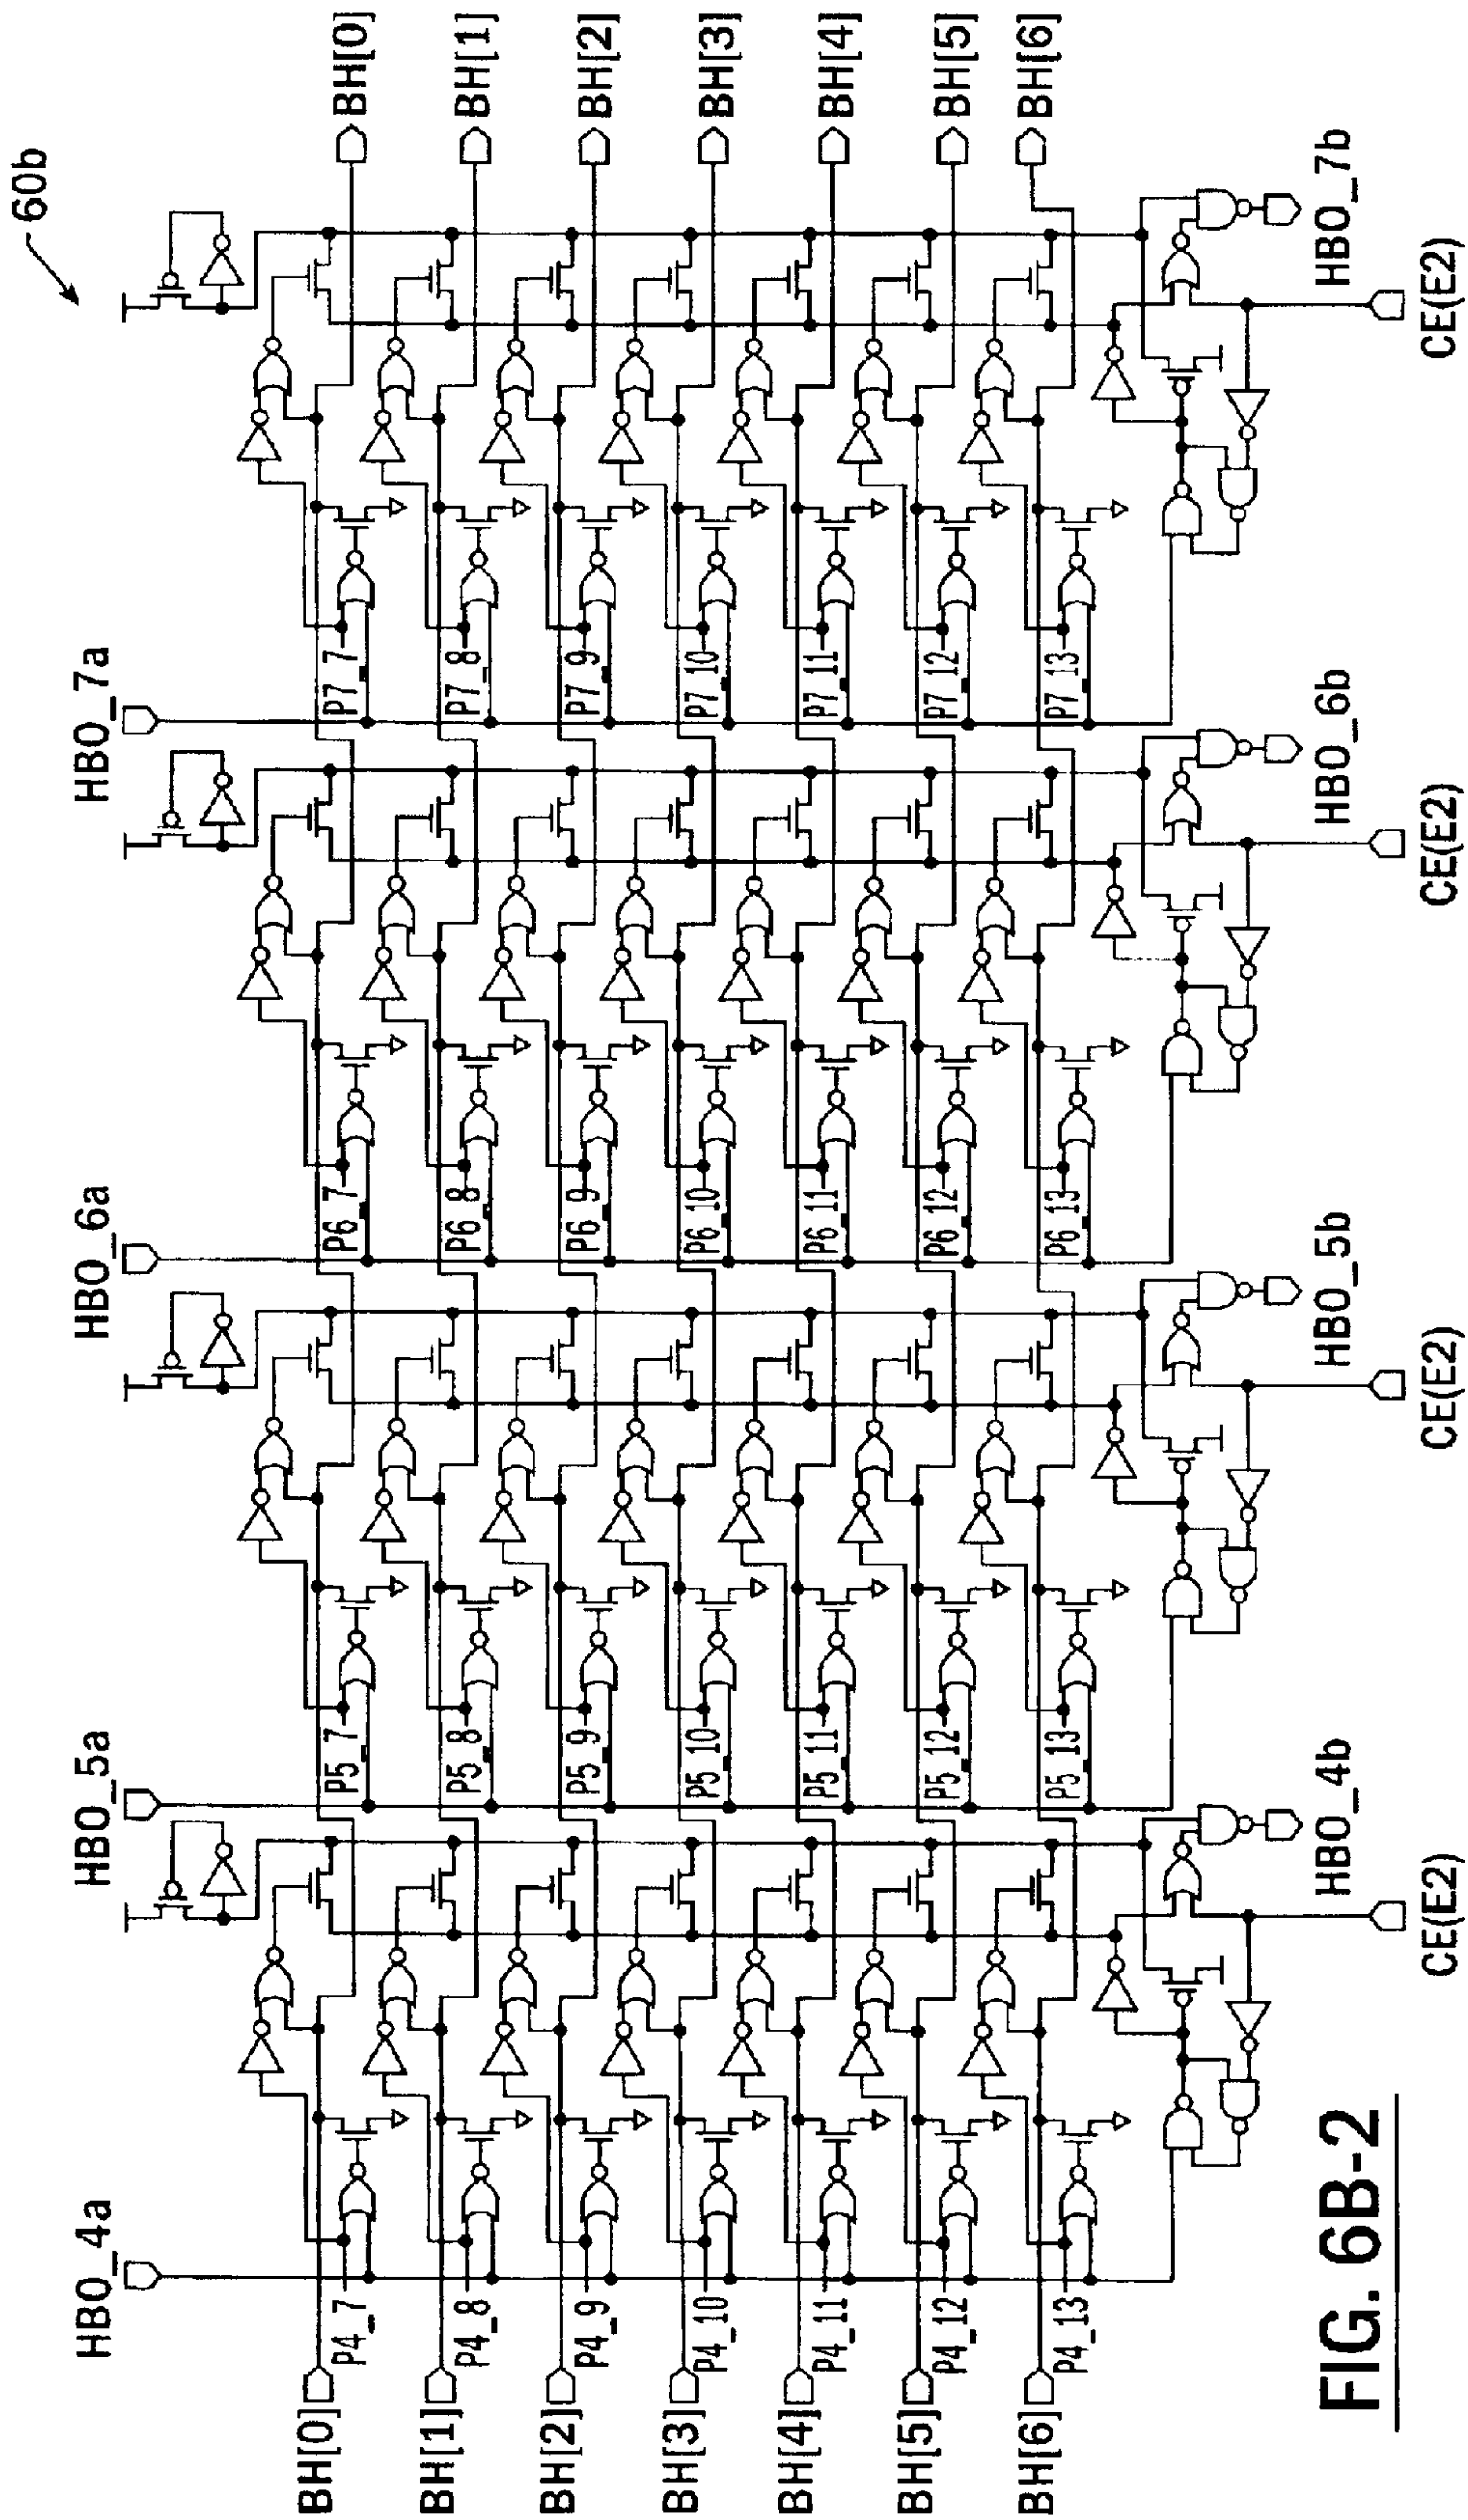 60b
HBO_4a HBO_5a HBO_6a HBO_7a
BH[0] P4_7 P5_7 P6_7 P7_7 BH[0]
BH[1] P4_8 P5_8 P6_8 P7_8 BH[1]
BH[2] P4_9 P5_9 P6_9 P7_9 BH[2]
BH[3] P4_10 P5_10 P6_10 P7_10 BH[3]
BH[4] P4_11 P5_11 P6_11 P7_11 BH[4]
BH[5] P4_12 P5_12 P6_12 P7_12 BH[5]
BH[6] P4_13 P5_13 P6_13 P7_13 BH[6]
HBO_4b HBO_5b HBO_6b HBO_7b
CE(E2) CE(E2) CE(E2) CE(E2)
FIG. 6B-2